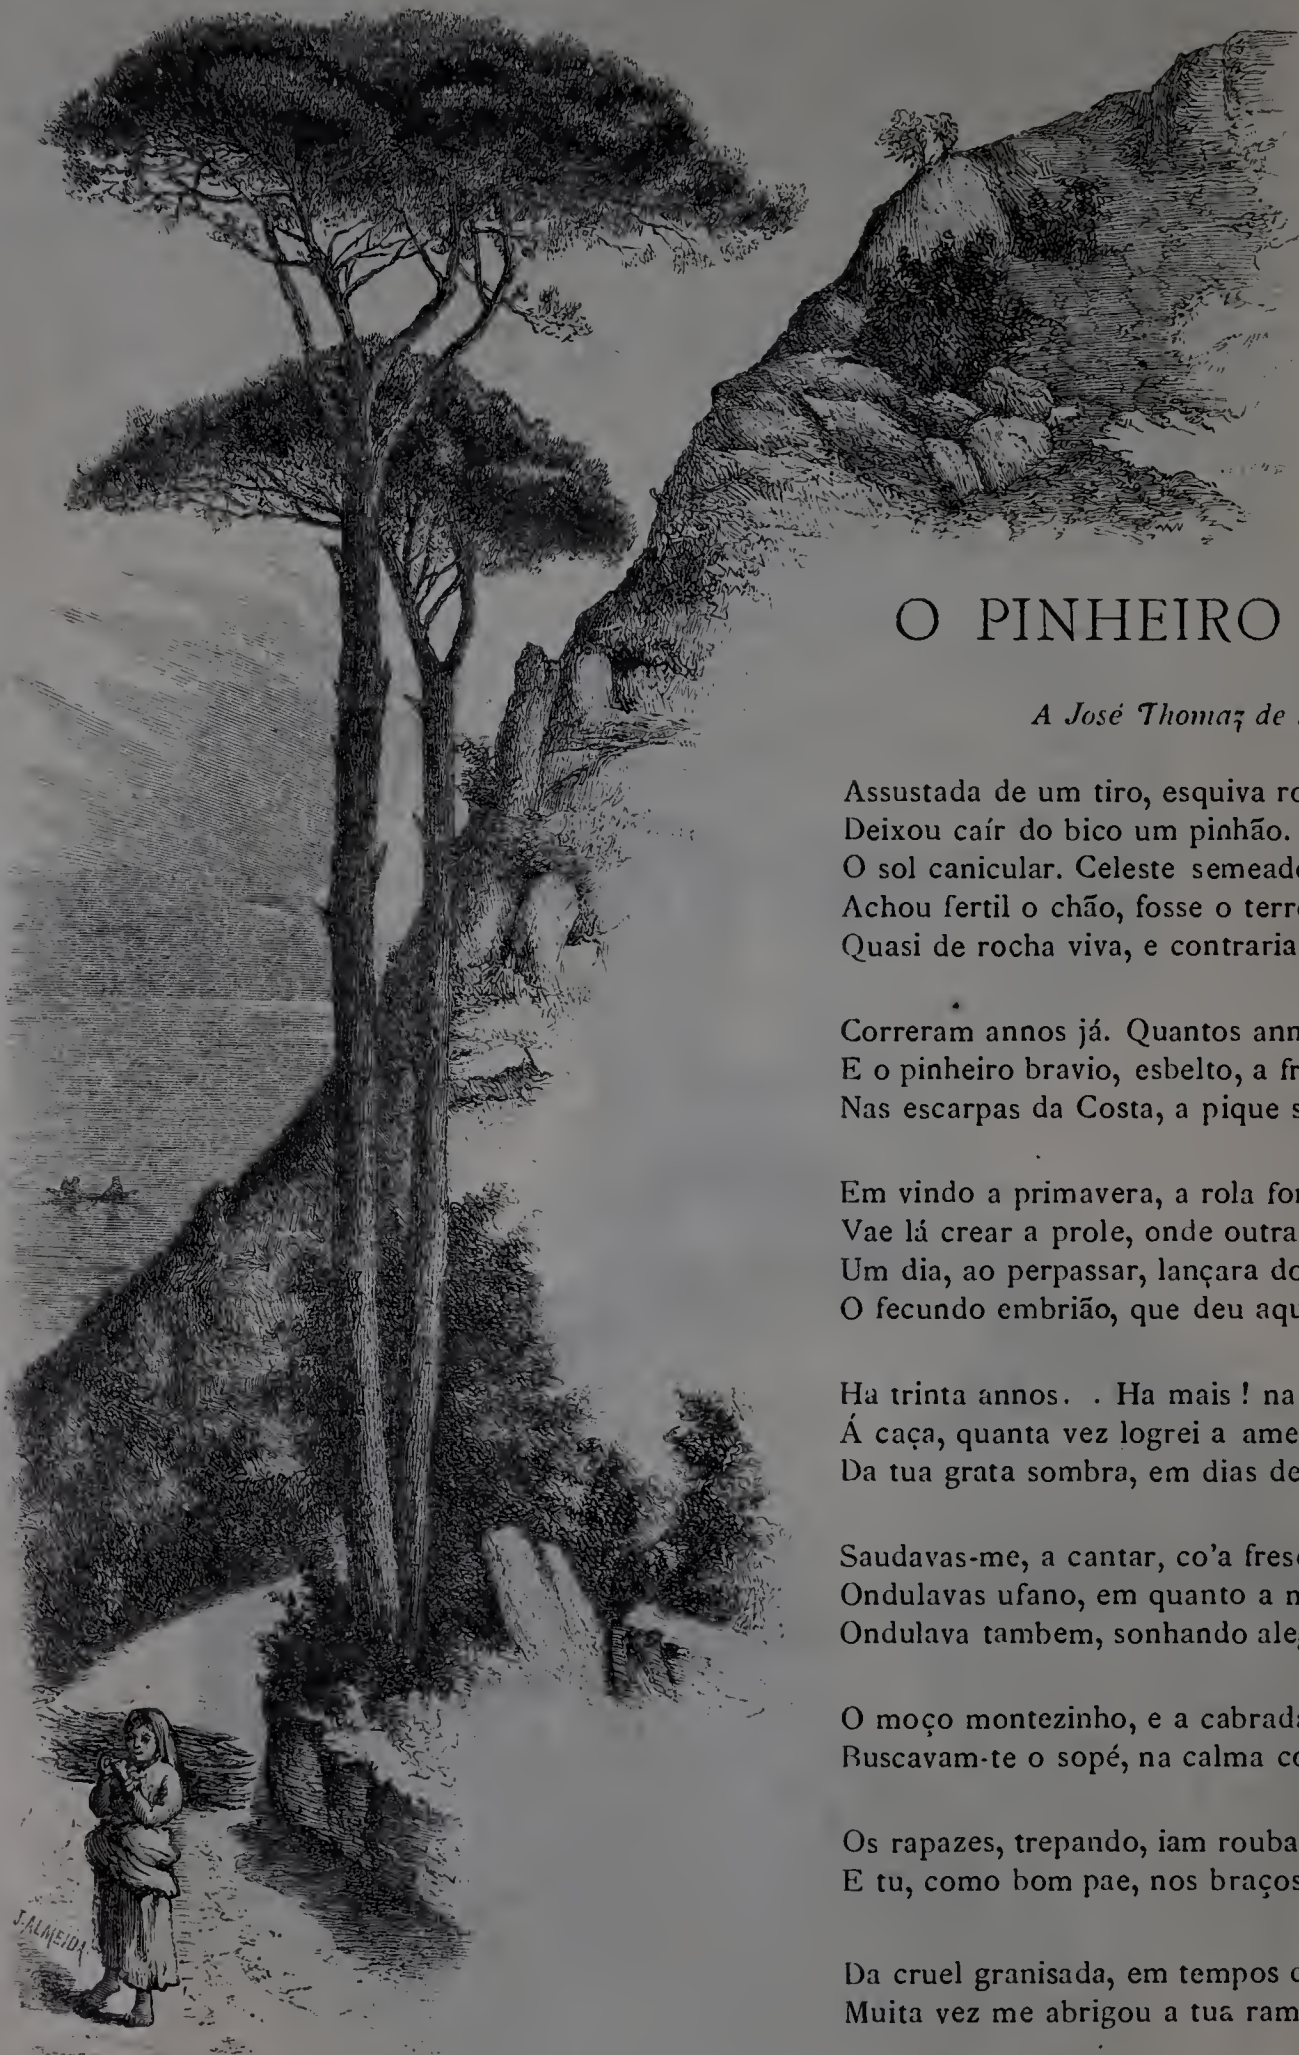 O PINHEIRO
A José Thomaz de
Assustada de um tiro, esquiva
Deixou caír do bico um pinhão.
O sol canicular. Celeste
Achou fertil o chão, fosse o
Quasi de rocha viva, e contraria
Correram annos já. Quantos
E o pinheiro bravio, esbelto, a
Nas escarpas da Costa, a pique
Em vindo a primavera, a rola
Vae lá crear a prole, onde outra
Um dia, ao perpassar, lançara
O fecundo embrião, que deu
Ha trinta annos. . Ha mais ! na
Á caça, quanta vez logrei a
Da tua grata sombra, em dias de
Saudavas-me, a cantar, co'a
Ondulavas ufano, em quanto a
Ondulava tambem, sonhando
O moço montezinho, e a
Buscavam-te o sopé, na calma
Os rapazes, trepando, iam
E tu, como bom pae, nos braços
Da cruel granisada, em tempos
Muita vez me abrigou a tua
J. ALMEIDA